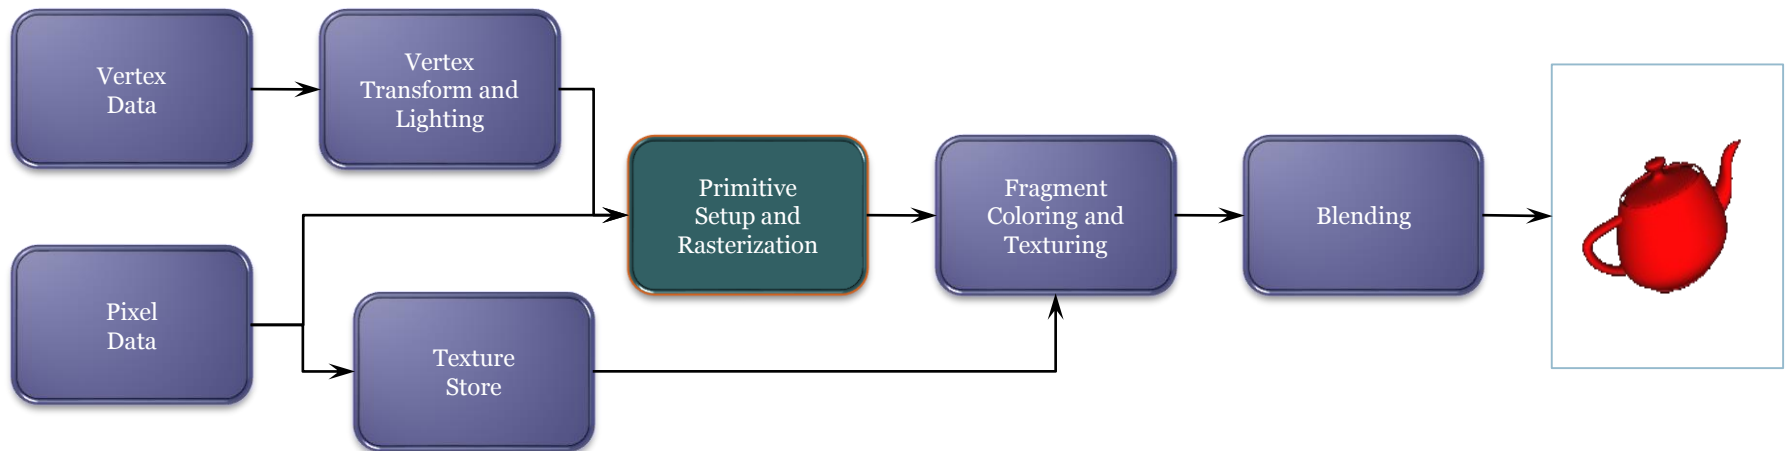 Vertex
Data
Vertex
Transform and
Lighting
Primitive
Setup and
Rasterization
Fragment
Coloring and
Texturing
Blending
Pixel
Data
Texture
Store